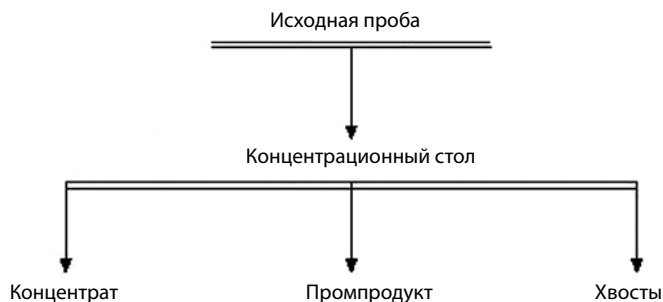 Исходная проба
Концентрационный стол
Концентрат
Промпродукт
Хвосты